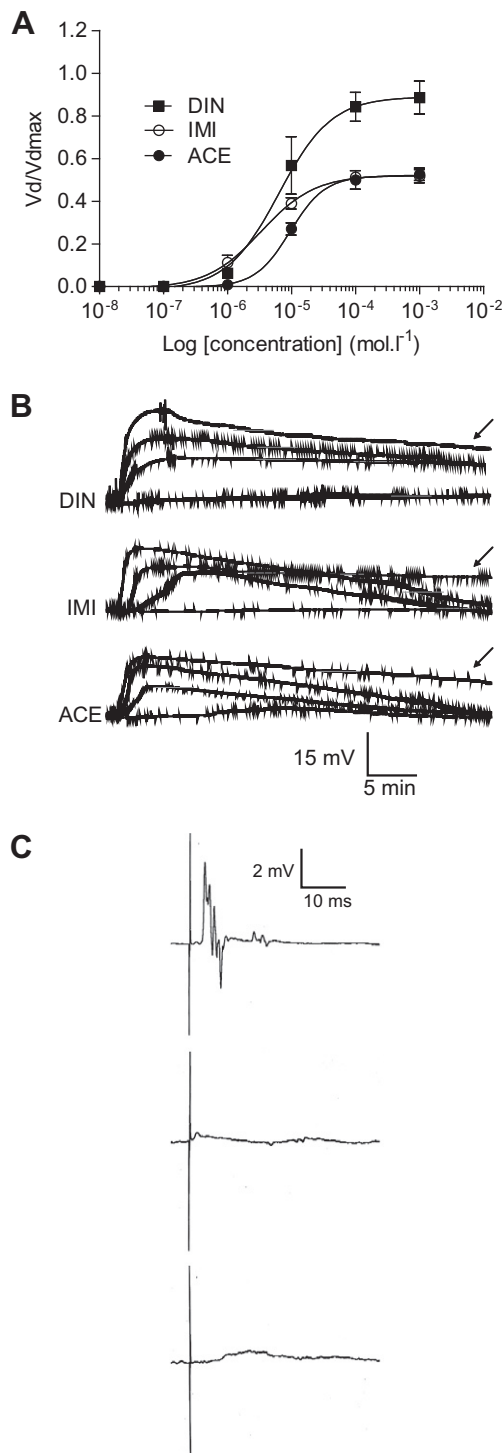 A
1.2
1.0
0.8
0.6
0.4
0.2
0.0
Vd/Vdmax
DIN
IMI
ACE
10-8 10-7 10-6 10-5 10-4 10-3 10-2
Log [concentration] (mol.l-1)
B
DIN
IMI
ACE
15 mV
5 min
C
2 mV
10 ms